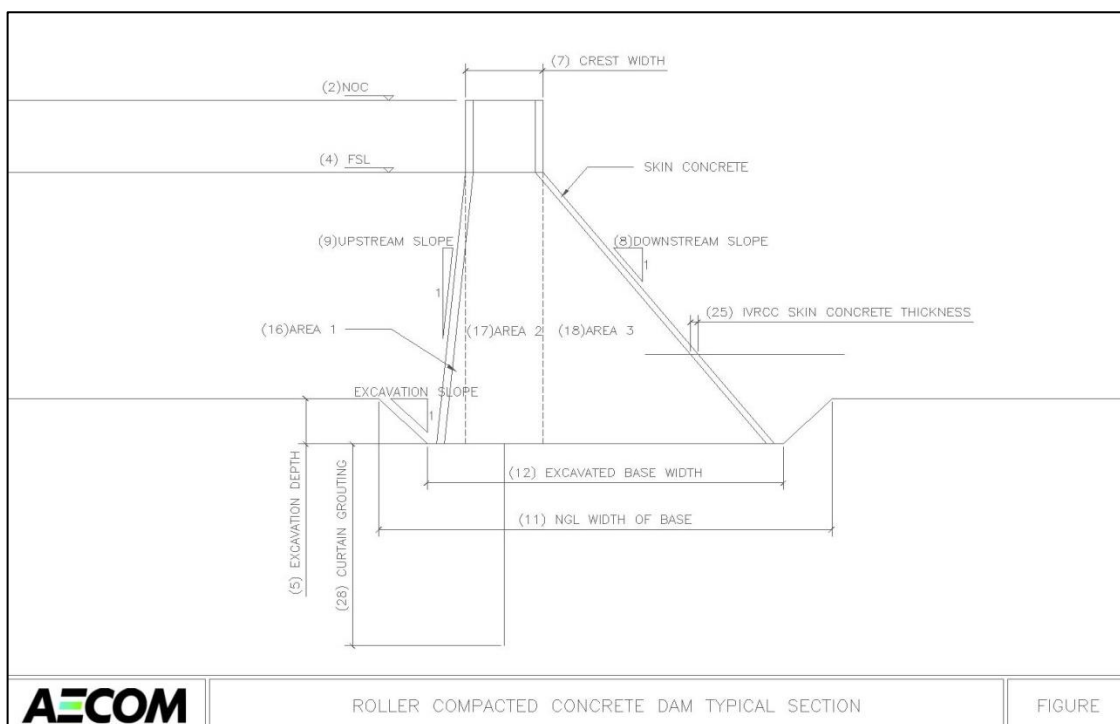 (7) CREST WIDTH
(2)NOC
(4) FSL
SKIN CONCRETE
(9)UPSTREAM SLOPE
(8)DOWNSTREAM SLOPE
1
1
(25) IVRCC SKIN CONCRETE THICKNESS
(16)AREA 1
(17)AREA 2
(18)AREA 3
EXCAVATION SLOPE
1
(12) EXCAVATED BASE WIDTH
(11) NGL WIDTH OF BASE
(5) EXCAVATION DEPTH
(28) CURTAIN GROUTING
AECOM
ROLLER COMPACTED CONCRETE DAM TYPICAL SECTION
FIGURE